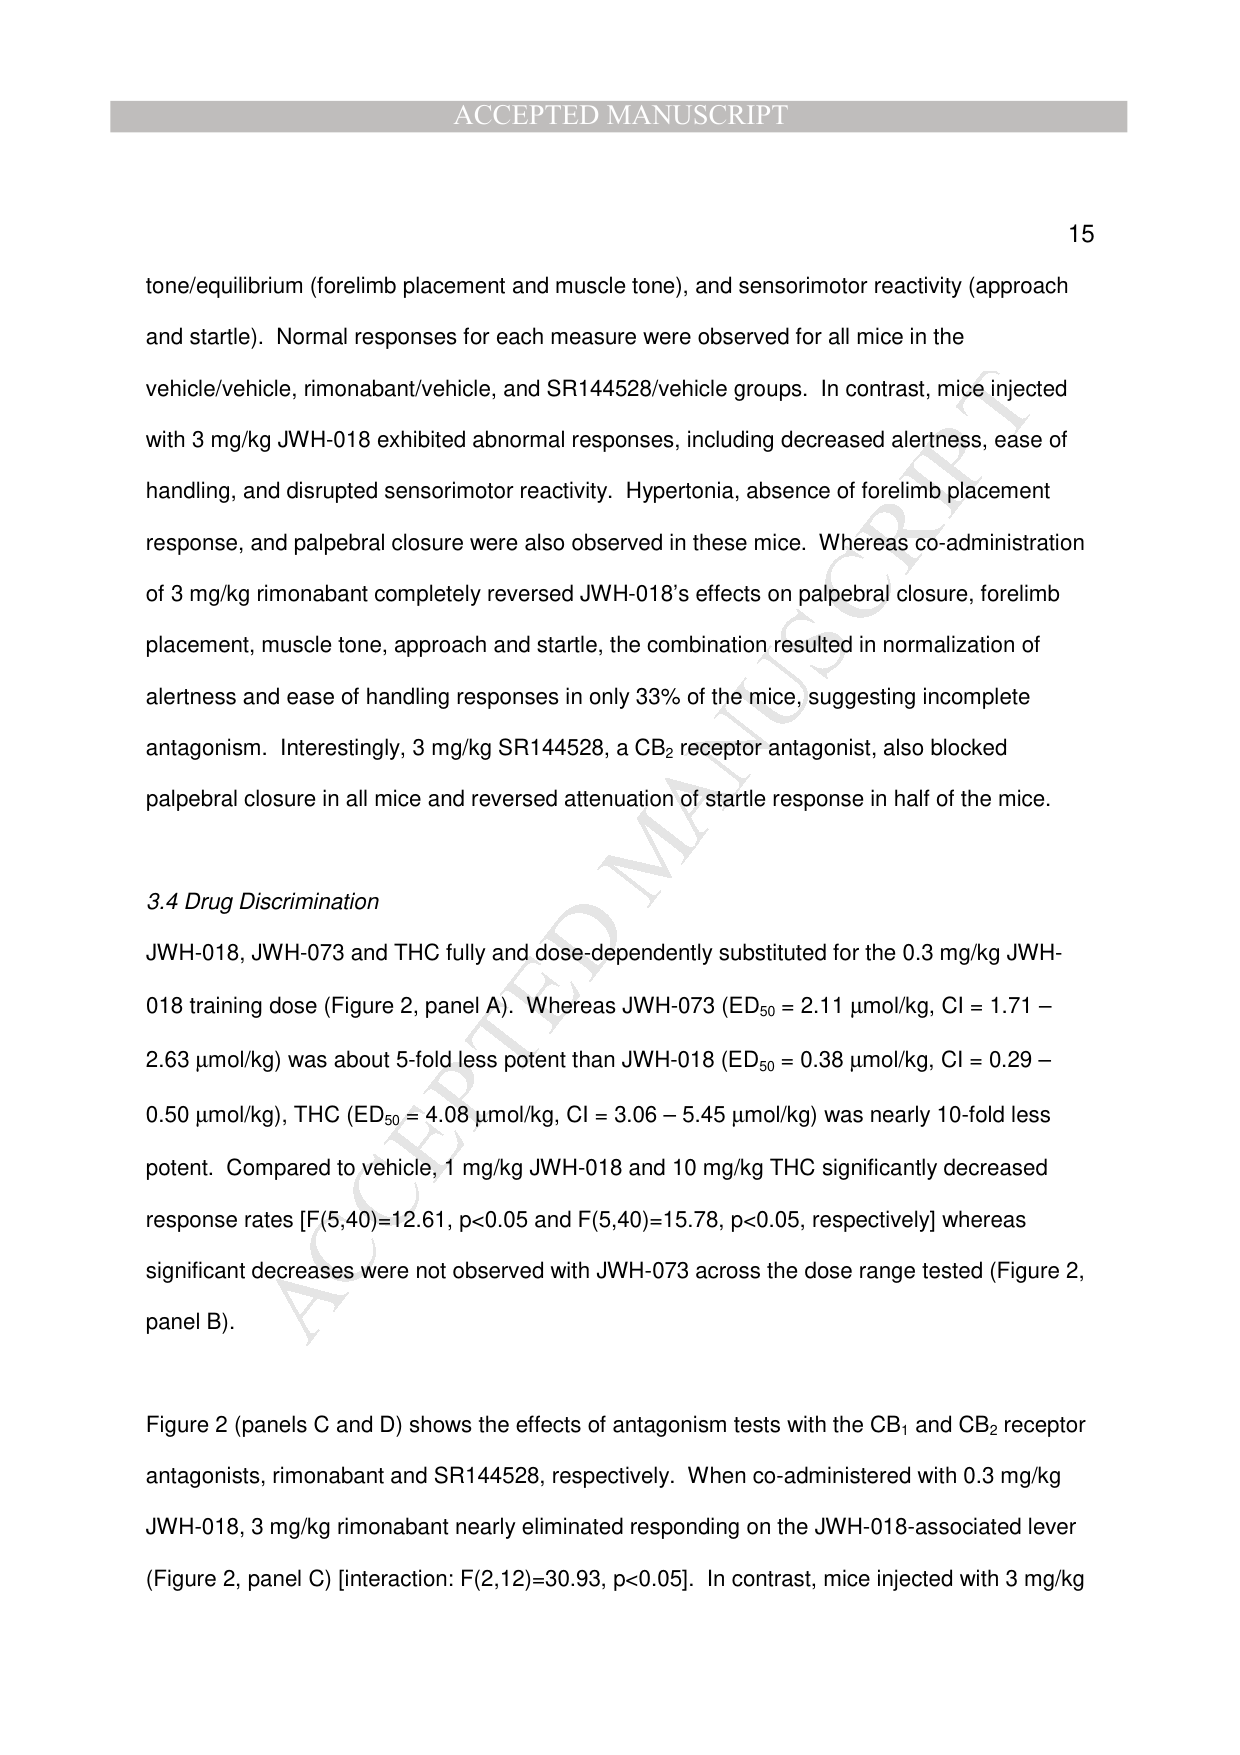 ACCEPTED MANUSCRIPT
15
tone/equilibrium (forelimb placement and muscle tone), and sensorimotor reactivity (approach
and startle).  Normal responses for each measure were observed for all mice in the
vehicle/vehicle, rimonabant/vehicle, and SR144528/vehicle groups.  In contrast, mice injected
with 3 mg/kg JWH-018 exhibited abnormal responses, including decreased alertness, ease of
handling, and disrupted sensorimotor reactivity.  Hypertonia, absence of forelimb placement
response, and palpebral closure were also observed in these mice.  Whereas co-administration
of 3 mg/kg rimonabant completely reversed JWH-018’s effects on palpebral closure, forelimb
placement, muscle tone, approach and startle, the combination resulted in normalization of
alertness and ease of handling responses in only 33% of the mice, suggesting incomplete
antagonism.  Interestingly, 3 mg/kg SR144528, a CB₂ receptor antagonist, also blocked
palpebral closure in all mice and reversed attenuation of startle response in half of the mice.
3.4 Drug Discrimination
JWH-018, JWH-073 and THC fully and dose-dependently substituted for the 0.3 mg/kg JWH-
018 training dose (Figure 2, panel A).  Whereas JWH-073 (ED₅₀ = 2.11 μmol/kg, CI = 1.71 –
2.63 μmol/kg) was about 5-fold less potent than JWH-018 (ED₅₀ = 0.38 μmol/kg, CI = 0.29 –
0.50 μmol/kg), THC (ED₅₀ = 4.08 μmol/kg, CI = 3.06 – 5.45 μmol/kg) was nearly 10-fold less
potent.  Compared to vehicle, 1 mg/kg JWH-018 and 10 mg/kg THC significantly decreased
response rates [F(5,40)=12.61, p<0.05 and F(5,40)=15.78, p<0.05, respectively] whereas
significant decreases were not observed with JWH-073 across the dose range tested (Figure 2,
panel B).
Figure 2 (panels C and D) shows the effects of antagonism tests with the CB₁ and CB₂ receptor
antagonists, rimonabant and SR144528, respectively.  When co-administered with 0.3 mg/kg
JWH-018, 3 mg/kg rimonabant nearly eliminated responding on the JWH-018-associated lever
(Figure 2, panel C) [interaction: F(2,12)=30.93, p<0.05].  In contrast, mice injected with 3 mg/kg
ACCEPTED MANUSCRIPT